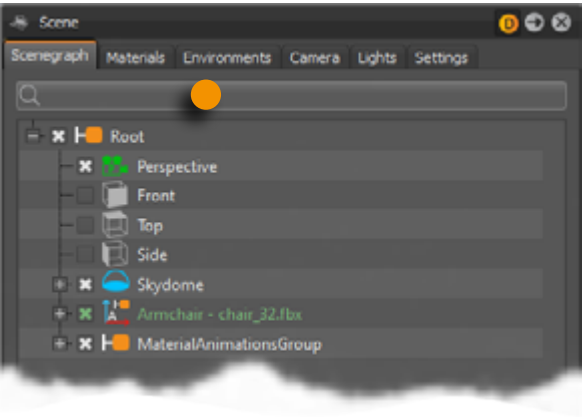 Scene
D
Scenegraph Materials Environments Camera Lights Settings
Root
Perspective
Front
Top
Side
Skydome
A Armchair - chair_32.fbx
MaterialAnimationsGroup